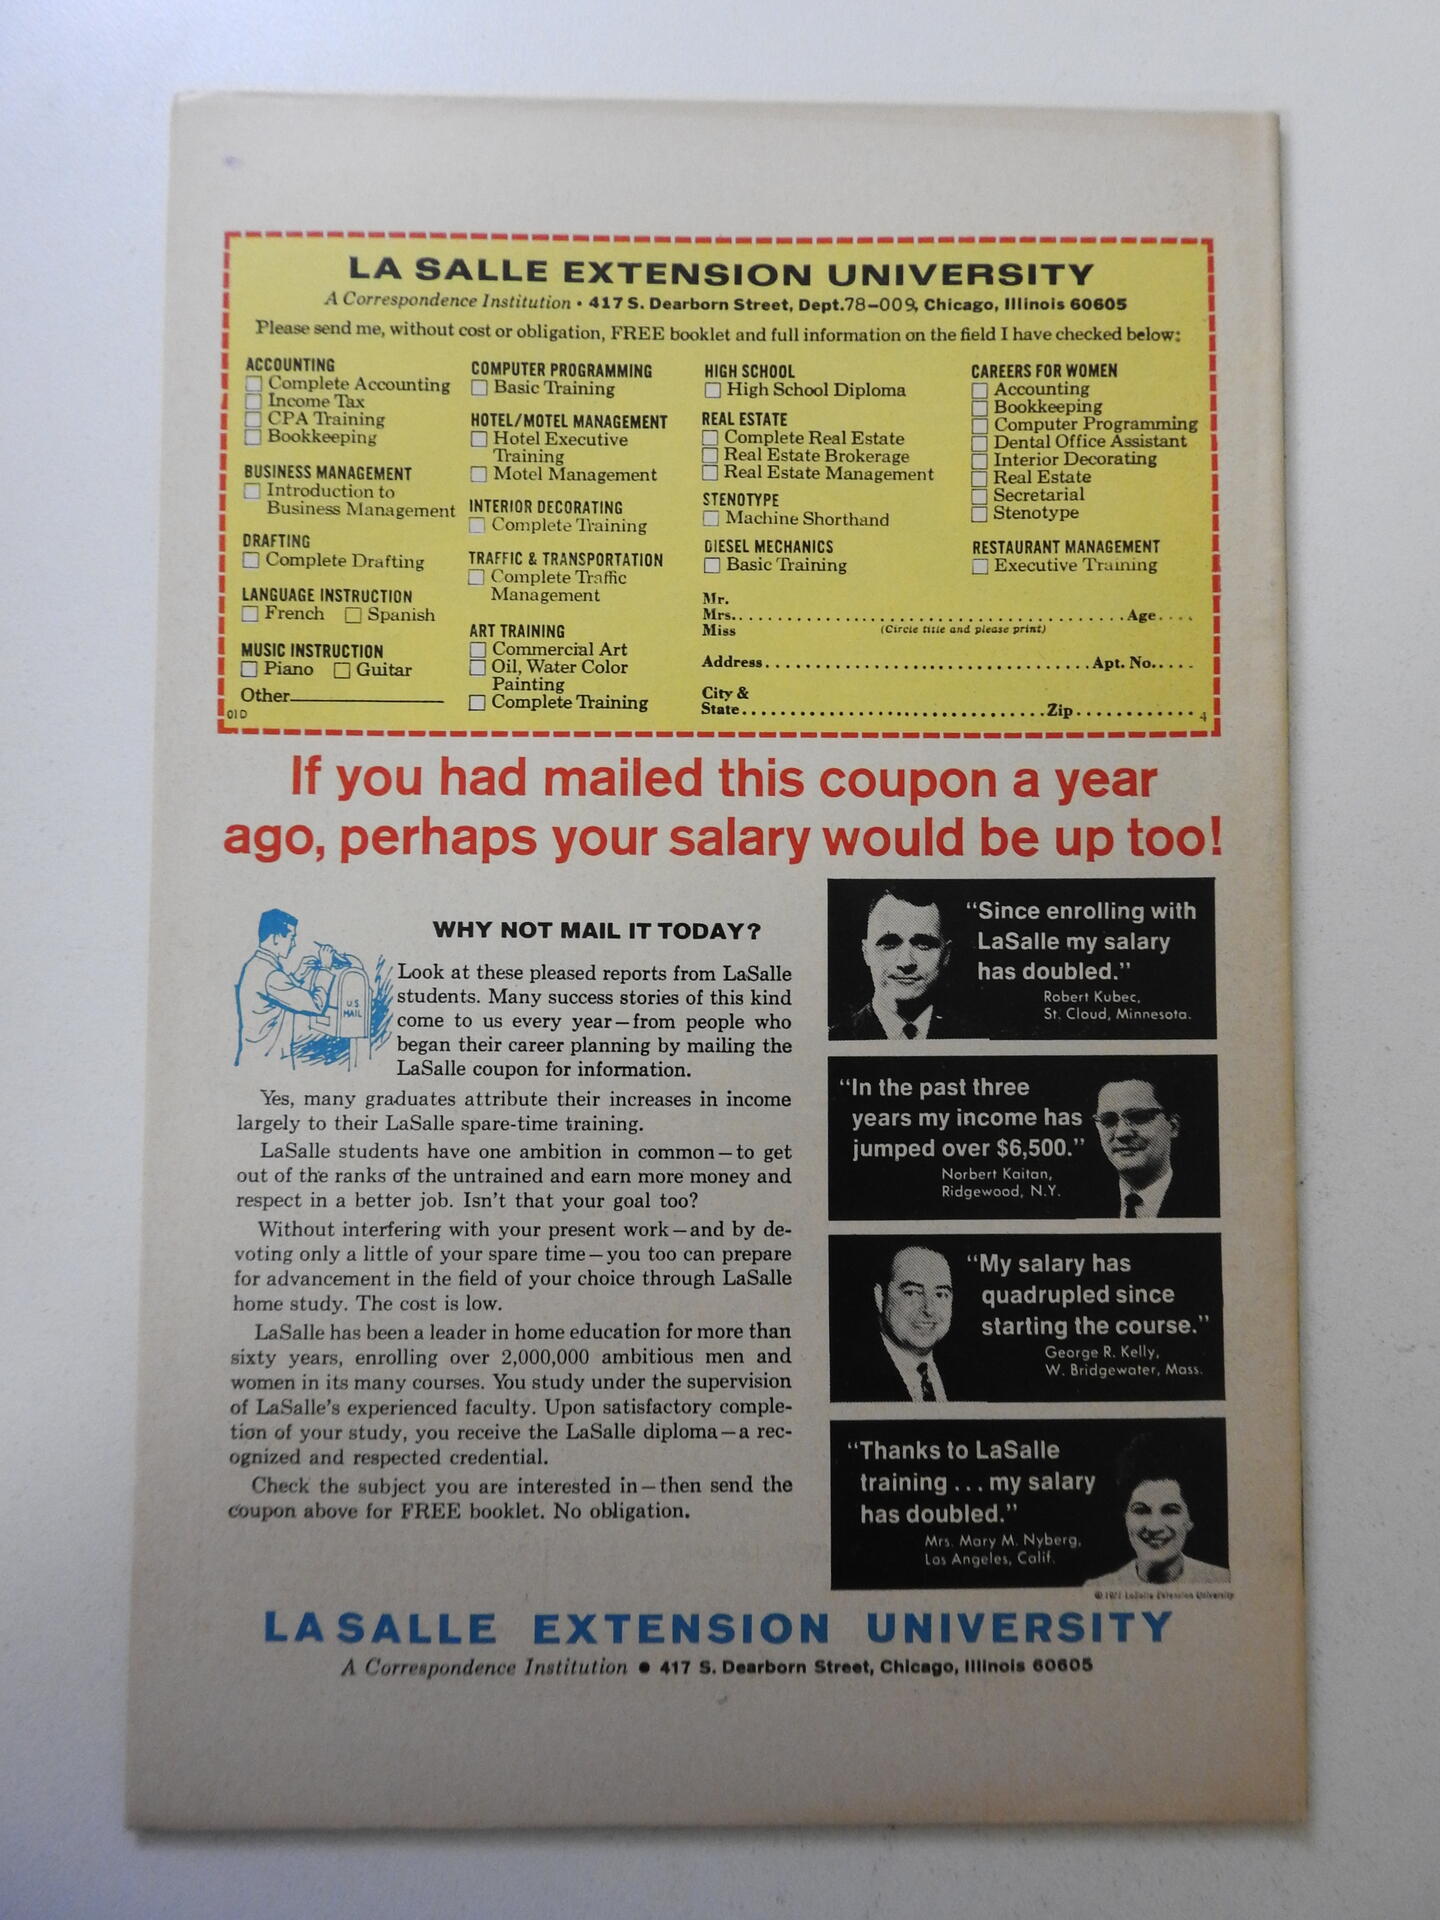 LA SALLE EXTENSION UNIVERSITY
A Correspondence Institution • 417 S. Dearborn Street, Dept.78-009, Chicago, Illinois 60605
Please send me, without cost or obligation, FREE booklet and full information on the field I have checked below:
ACCOUNTING
Complete Accounting
Income Tax
CPA Training
Bookkeeping
BUSINESS MANAGEMENT
Introduction to
Business Management
DRAFTING
Complete Drafting
LANGUAGE INSTRUCTION
French Spanish
MUSIC INSTRUCTION
Piano Guitar
Other
01D
COMPUTER PROGRAMMING
Basic Training
HOTEL/MOTEL MANAGEMENT
Hotel Executive
Training
Motel Management
INTERIOR DECORATING
Complete Training
TRAFFIC & TRANSPORTATION
Complete Traffic
Management
ART TRAINING
Commercial Art
Oil, Water Color
Painting
Complete Training
HIGH SCHOOL
High School Diploma
REAL ESTATE
Complete Real Estate
Real Estate Brokerage
Real Estate Management
STENOTYPE
Machine Shorthand
DIESEL MECHANICS
Basic Training
CAREERS FOR WOMEN
Accounting
Bookkeeping
Computer Programming
Dental Office Assistant
Interior Decorating
Real Estate
Secretarial
Stenotype
RESTAURANT MANAGEMENT
Executive Training
Mr.
Mrs. Age
Miss (Circle title and please print)
Address Apt. No.
City &
State Zip
4
If you had mailed this coupon a year
ago, perhaps your salary would be up too!
U.S.
MAIL
WHY NOT MAIL IT TODAY?
Look at these pleased reports from LaSalle
students. Many success stories of this kind
come to us every year—from people who
began their career planning by mailing the
LaSalle coupon for information.
Yes, many graduates attribute their increases in income
largely to their LaSalle spare-time training.
LaSalle students have one ambition in common—to get
out of the ranks of the untrained and earn more money and
respect in a better job. Isn't that your goal too?
Without interfering with your present work—and by de-
voting only a little of your spare time—you too can prepare
for advancement in the field of your choice through LaSalle
home study. The cost is low.
LaSalle has been a leader in home education for more than
sixty years, enrolling over 2,000,000 ambitious men and
women in its many courses. You study under the supervision
of LaSalle's experienced faculty. Upon satisfactory comple-
tion of your study, you receive the LaSalle diploma—a rec-
ognized and respected credential.
Check the subject you are interested in—then send the
coupon above for FREE booklet. No obligation.
"Since enrolling with
LaSalle my salary
has doubled."
Robert Kubec,
St. Cloud, Minnesota.
"In the past three
years my income has
jumped over $6,500."
Norbert Kaitan,
Ridgewood, N.Y.
"My salary has
quadrupled since
starting the course."
George R. Kelly,
W. Bridgewater, Mass.
"Thanks to LaSalle
training . . . my salary
has doubled."
Mrs. Mary M. Nyberg,
Los Angeles, Calif.
© 1971 LaSalle Extension University
LASALLE EXTENSION UNIVERSITY
A Correspondence Institution • 417 S. Dearborn Street, Chicago, Illinois 60605